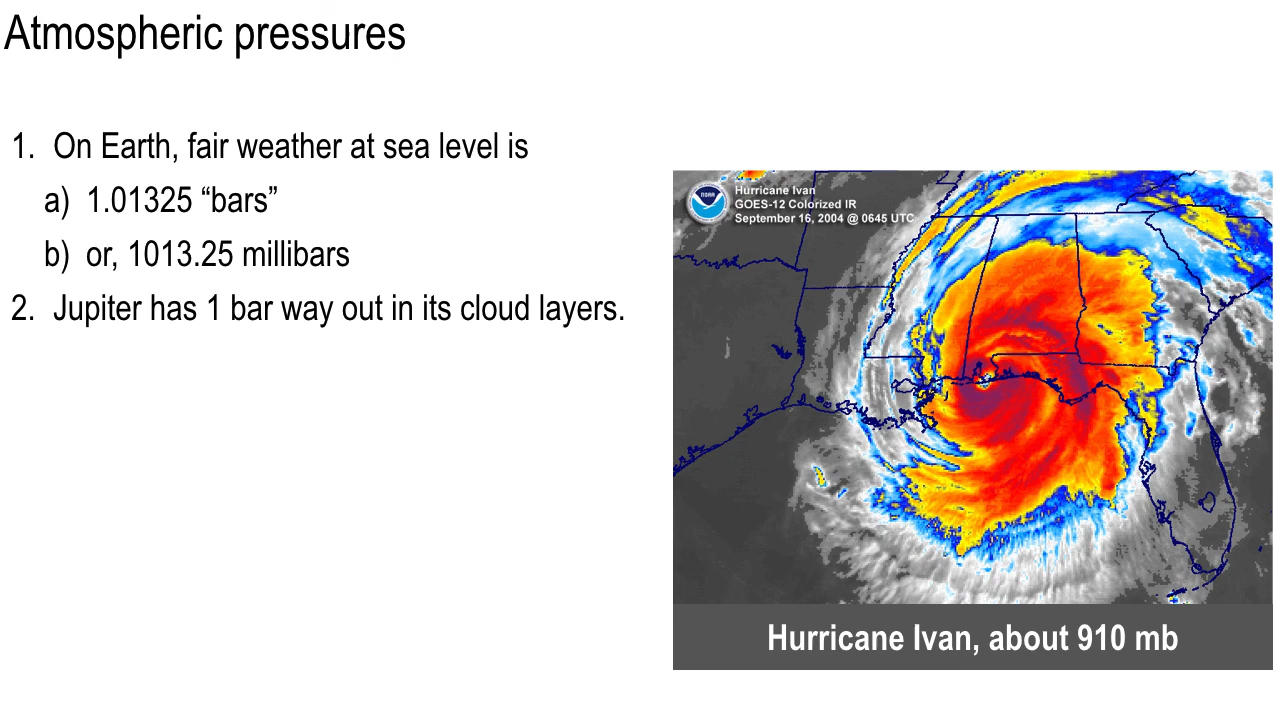 Atmospheric pressures
1. On Earth, fair weather at sea level is
a) 1.01325 “bars”
b) or, 1013.25 millibars
2. Jupiter has 1 bar way out in its cloud layers.
NOAA
Hurricane Ivan
GOES-12 Colorized IR
September 16, 2004 @ 0645 UTC
Hurricane Ivan, about 910 mb